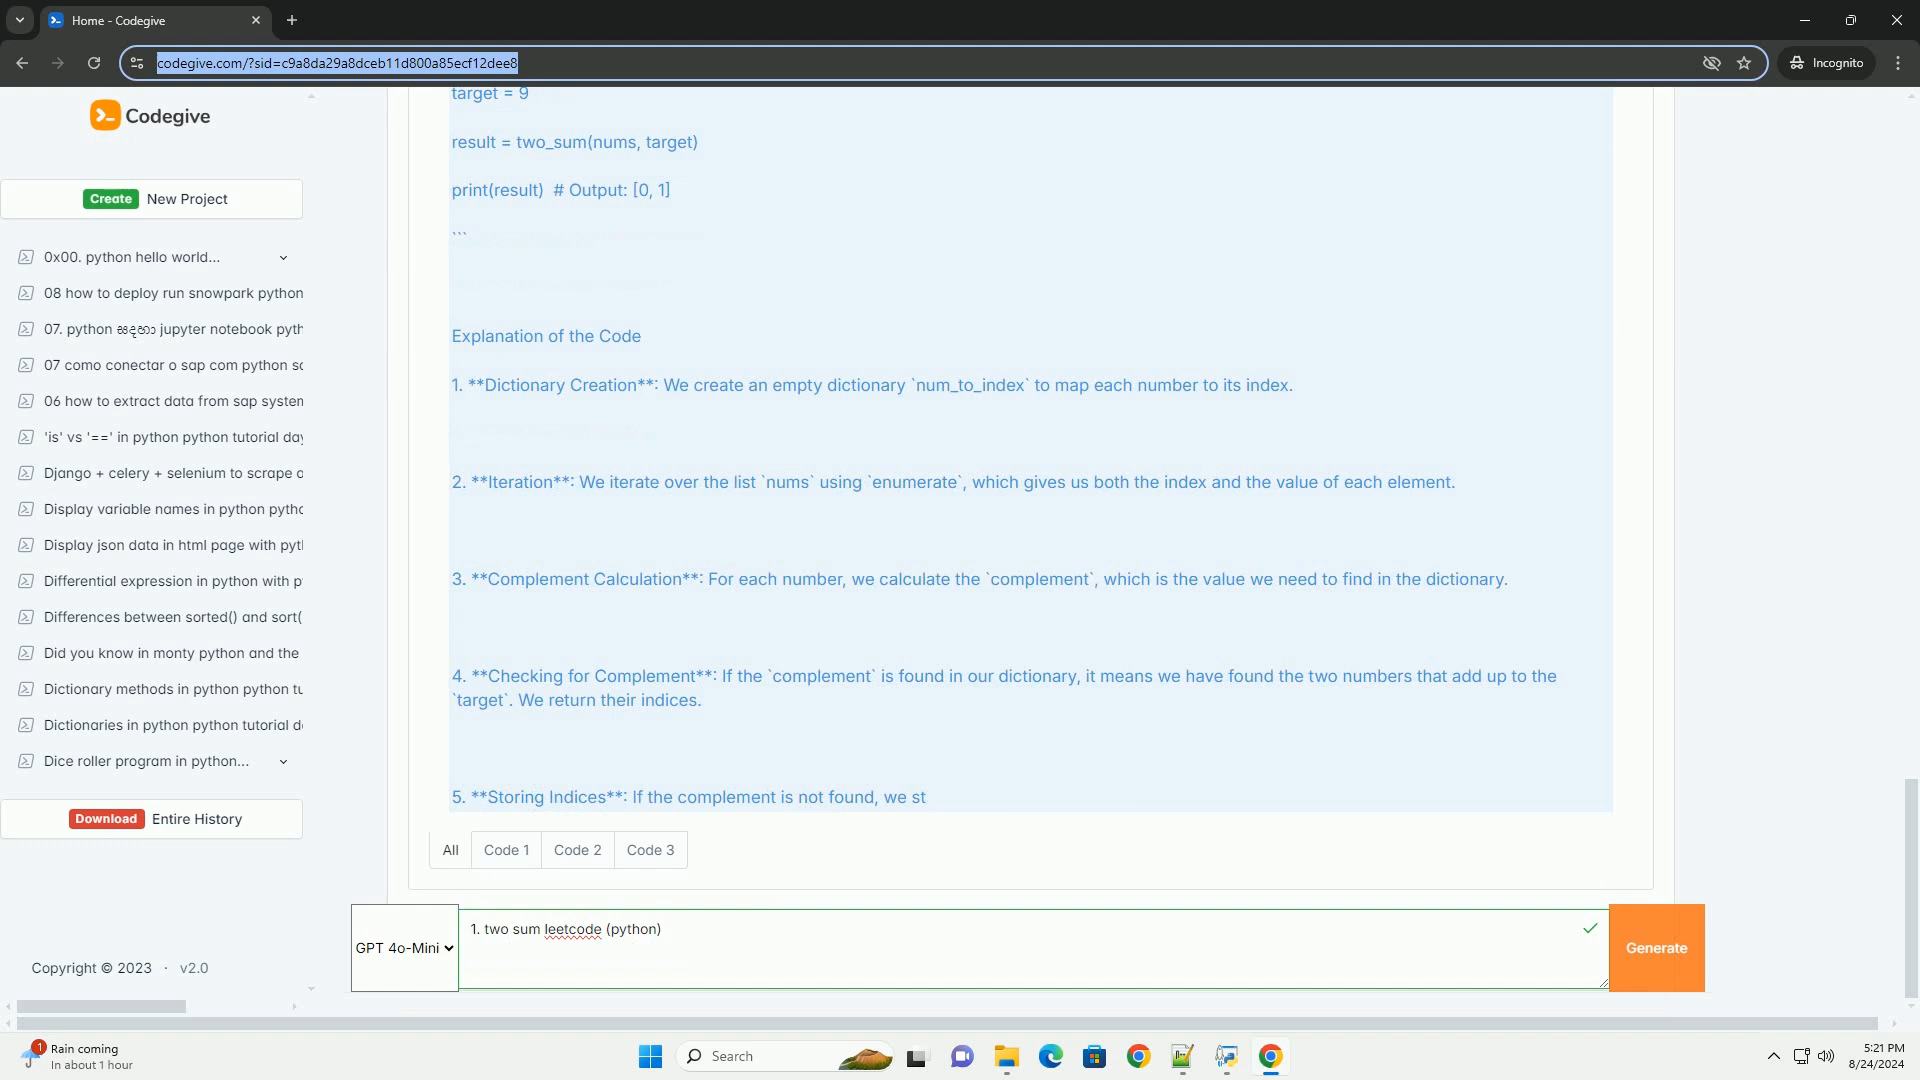 Home - Codegive
codegive.com/?sid=c9a8da29a8dceb11d800a85ecf12dee8
Incognito
Codegive
Create New Project
0x00. python hello world...
08 how to deploy run snowpark python
07. python සඳහා jupyter notebook pyth
07 como conectar o sap com python sc
06 how to extract data from sap system
'is' vs '==' in python python tutorial day
Django + celery + selenium to scrape a
Display variable names in python pytho
Display json data in html page with pyth
Differential expression in python with p
Differences between sorted() and sort(
Did you know in monty python and the
Dictionary methods in python python tu
Dictionaries in python python tutorial d
Dice roller program in python...
Download Entire History
Copyright © 2023 · v2.0
target = 9
result = two_sum(nums, target)
print(result)  # Output: [0, 1]
```
Explanation of the Code
1. **Dictionary Creation**: We create an empty dictionary `num_to_index` to map each number to its index.
2. **Iteration**: We iterate over the list `nums` using `enumerate`, which gives us both the index and the value of each element.
3. **Complement Calculation**: For each number, we calculate the `complement`, which is the value we need to find in the dictionary.
4. **Checking for Complement**: If the `complement` is found in our dictionary, it means we have found the two numbers that add up to the
`target`. We return their indices.
5. **Storing Indices**: If the complement is not found, we st
All Code 1 Code 2 Code 3
GPT 4o-Mini
1. two sum leetcode (python)
Generate
1
Rain coming
In about 1 hour
Search
5:21 PM
8/24/2024